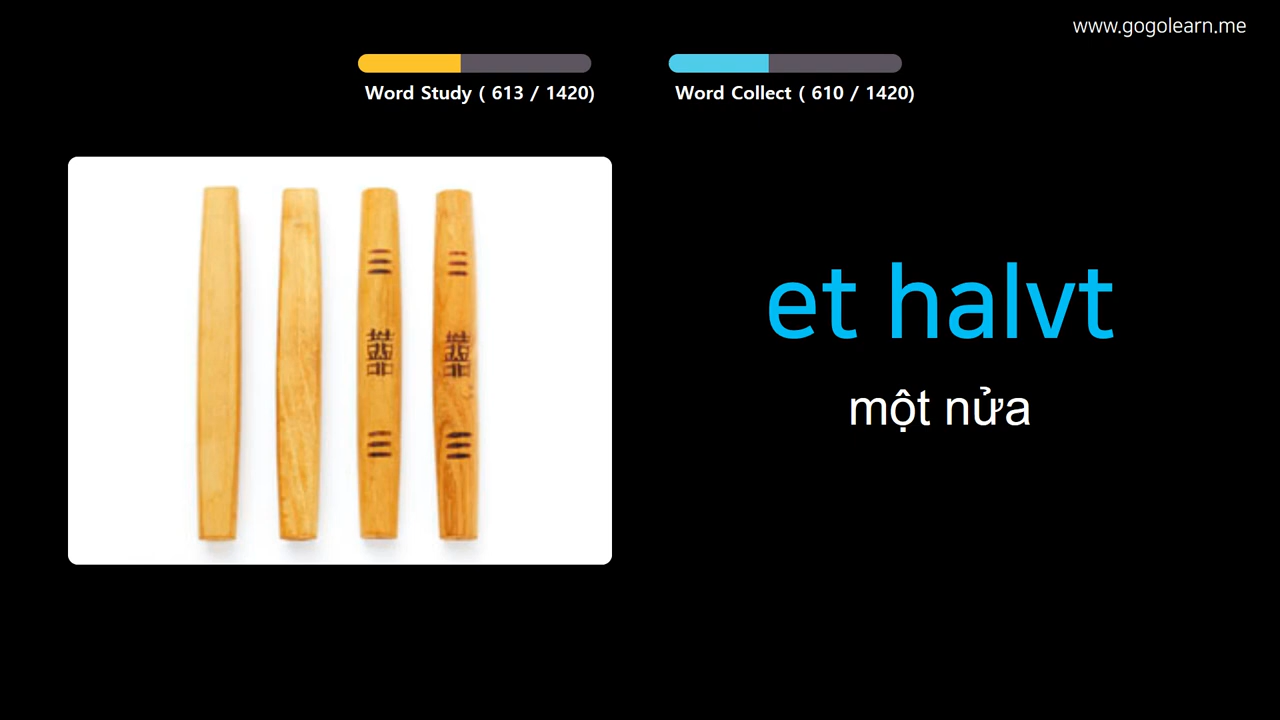 www.gogolearn.me
Word Study ( 613 / 1420)
Word Collect ( 610 / 1420)
et halvt
một nửa